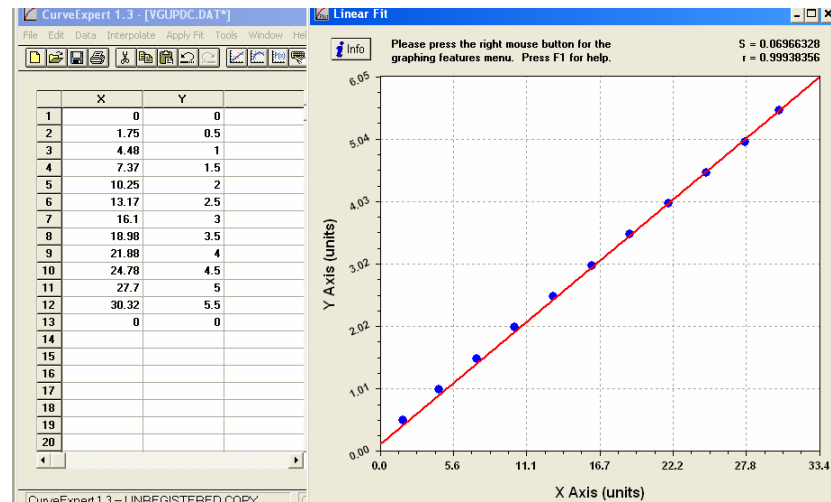 CurveExpert 1.3 - [VGUPDC.DAT*]
File Edit Data Interpolate Apply Fit Tools Window Hel
X Y
1 0 0
2 1.75 0.5
3 4.48 1
4 7.37 1.5
5 10.25 2
6 13.17 2.5
7 16.1 3
8 18.98 3.5
9 21.88 4
10 24.78 4.5
11 27.7 5
12 30.32 5.5
13 0 0
14
15
16
17
18
19
20
CurveExpert 1.3 -- UNREGISTERED COPY
Linear Fit
i Info
Please press the right mouse button for the
graphing features menu. Press F1 for help.
S = 0.06966328
r = 0.99938356
Y Axis (units)
6.05
5.04
4.03
3.02
2.02
1.01
0.00
0.0 5.6 11.1 16.7 22.2 27.8 33.4
X Axis (units)